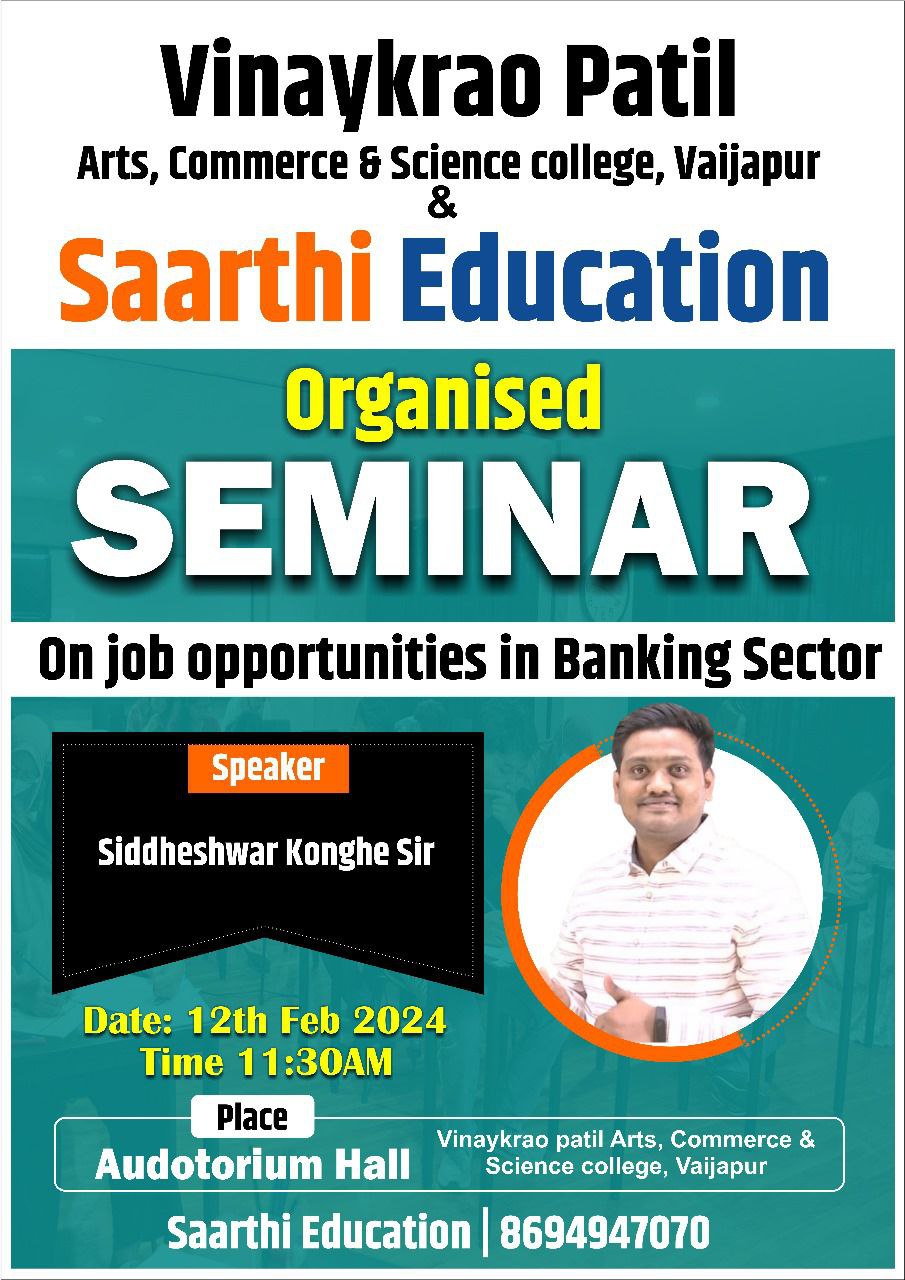 Vinaykrao Patil
Arts, Commerce & Science college, Vaijapur
&
Saarthi Education
Organised
SEMINAR
On job opportunities in Banking Sector
Speaker
Siddheshwar Konghe Sir
Date: 12th Feb 2024
Time 11:30AM
Place
Audotorium Hall
Vinaykrao patil Arts, Commerce &
Science college, Vaijapur
Saarthi Education | 8694947070